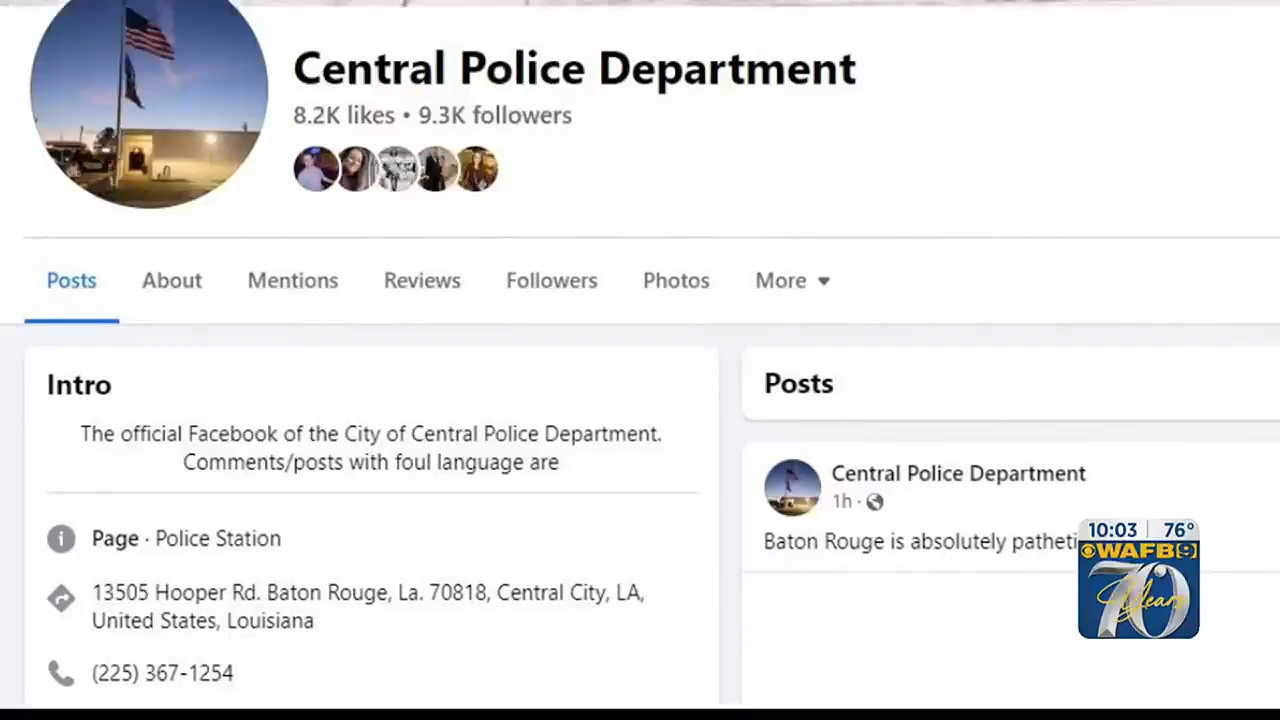 Central Police Department
8.2K likes • 9.3K followers
Posts
About
Mentions
Reviews
Followers
Photos
More
Intro
The official Facebook of the City of Central Police Department.
Comments/posts with foul language are
Page · Police Station
13505 Hooper Rd. Baton Rouge, La. 70818, Central City, LA,
United States, Louisiana
(225) 367-1254
Posts
Central Police Department
1h ·
Baton Rouge is absolutely patheti
10:03 76°
WAFB 9
70
Years